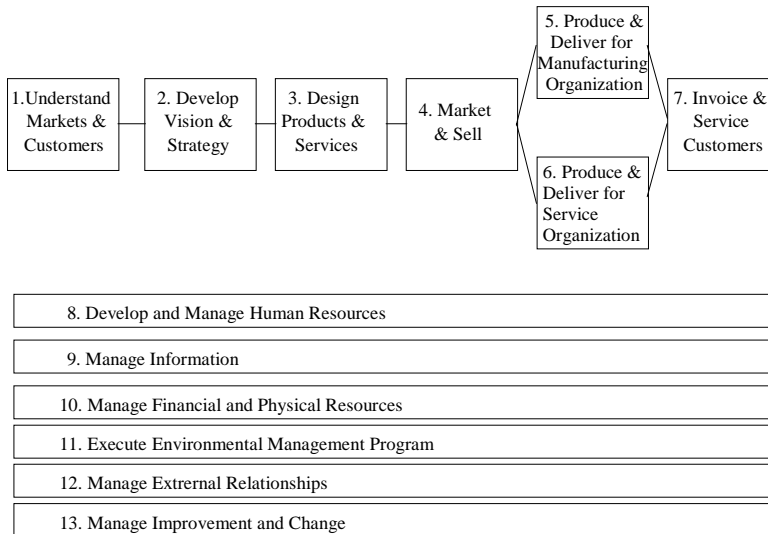 1.Understand
Markets &
Customers
2. Develop
Vision &
Strategy
3. Design
Products &
Services
4. Market
& Sell
5. Produce &
Deliver for
Manufacturing
Organization
6. Produce &
Deliver for
Service
Organization
7. Invoice &
Service
Customers
8. Develop and Manage Human Resources
9. Manage Information
10. Manage Financial and Physical Resources
11. Execute Environmental Management Program
12. Manage Extrernal Relationships
13. Manage Improvement and Change